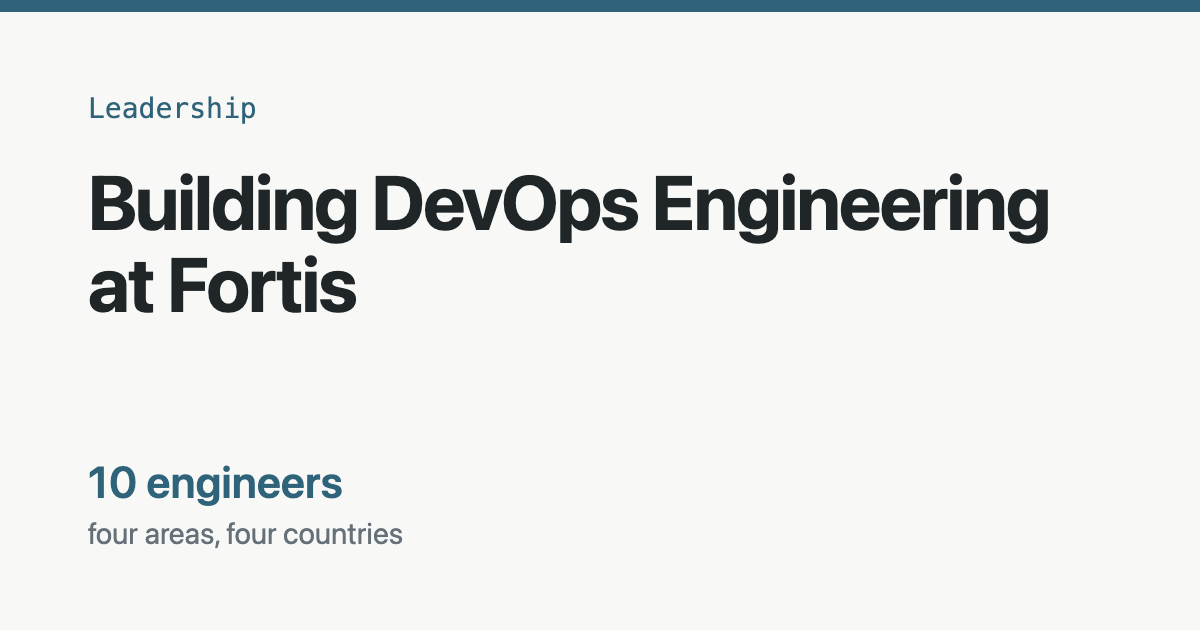 Leadership
Building DevOps Engineering
at Fortis
10 engineers
four areas, four countries